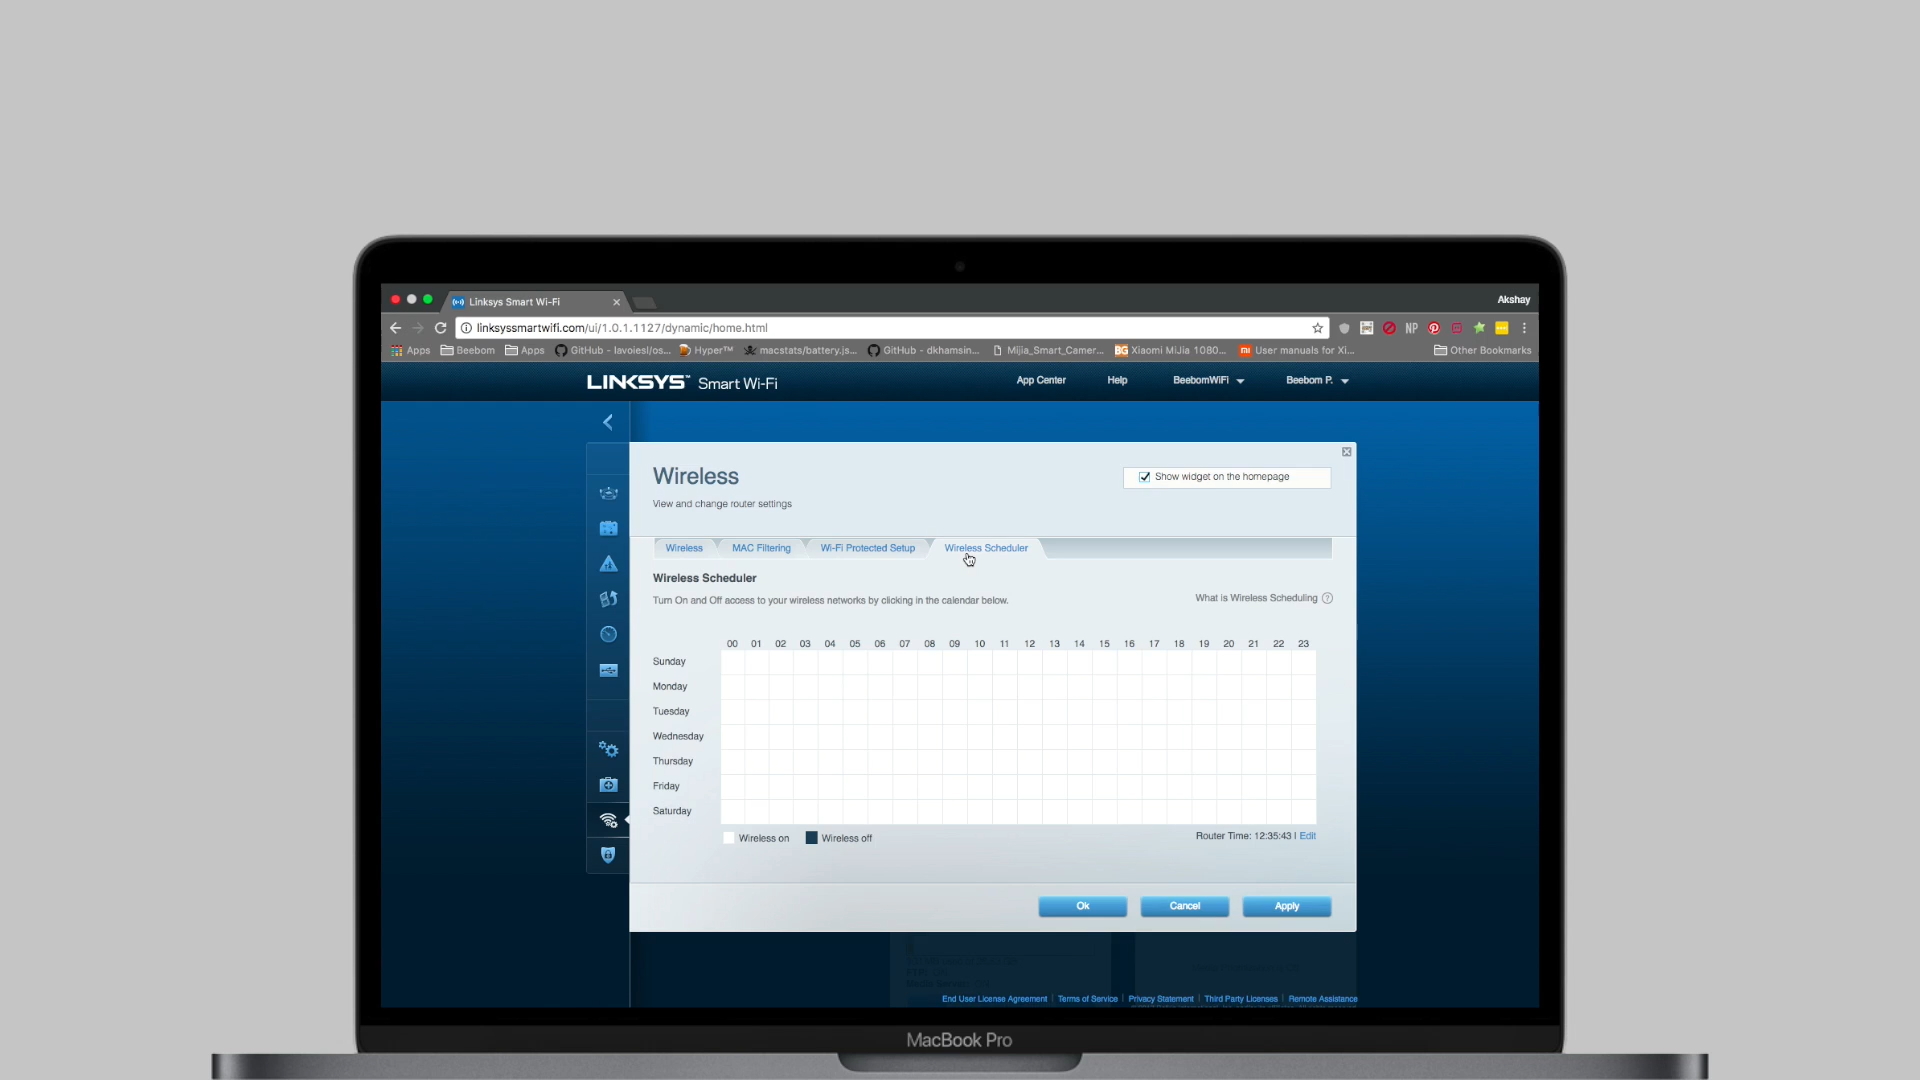 Linksys Smart Wi-Fi
Akshay
linksyssmartwifi.com/ui/1.0.1.1127/dynamic/home.html
NP
Apps Beebom Apps GitHub - lavoiesl/os... Hyper™ macstats/battery.js... GitHub - dkhamsin... Mijia_Smart_Camer... BG Xiaomi MiJia 1080... mi User manuals for Xi... Other Bookmarks
LINKSYS™ Smart Wi-Fi App Center Help BeebomWiFi Beebom P.
Wireless
Show widget on the homepage
View and change router settings
Wireless MAC Filtering Wi-Fi Protected Setup Wireless Scheduler
Wireless Scheduler
Turn On and Off access to your wireless networks by clicking in the calendar below.
What is Wireless Scheduling ?
00 01 02 03 04 05 06 07 08 09 10 11 12 13 14 15 16 17 18 19 20 21 22 23
Sunday
Monday
Tuesday
Wednesday
Thursday
Friday
Saturday
Wireless on Wireless off Router Time: 12:35:43 | Edit
Ok Cancel Apply
End User License Agreement | Terms of Service | Privacy Statement | Third Party Licenses | Remote Assistance
MacBook Pro